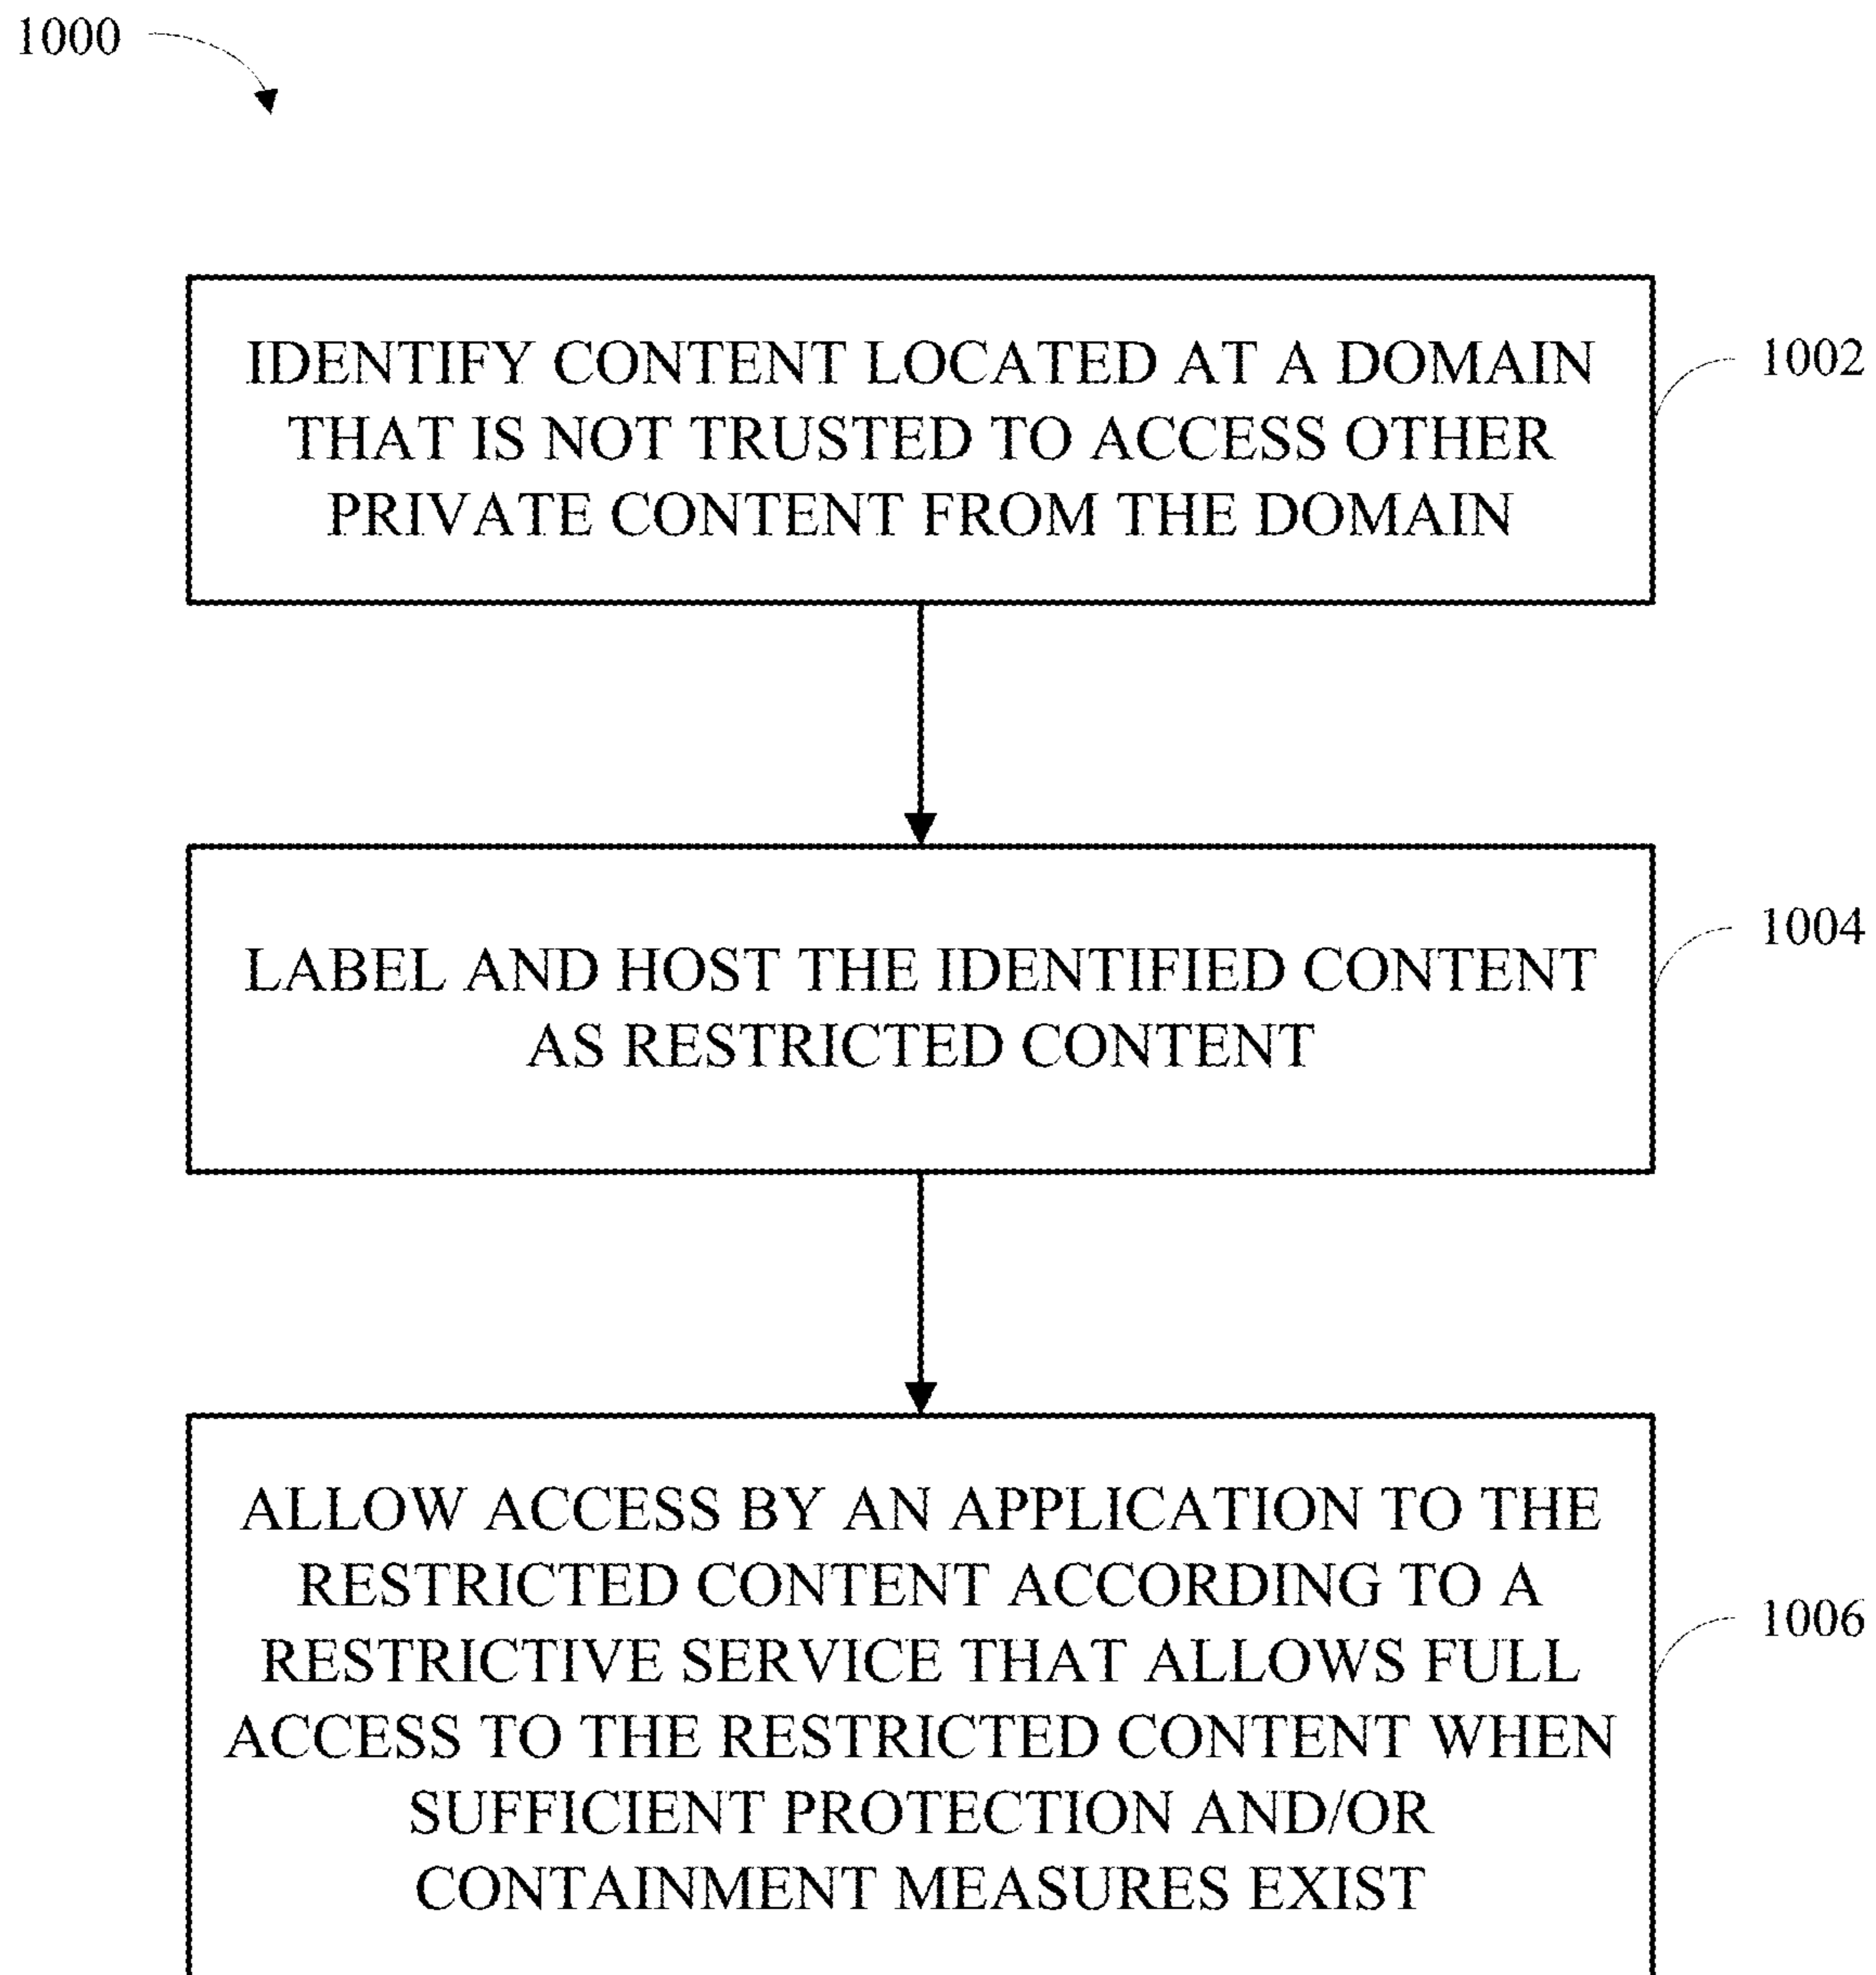 1000
IDENTIFY CONTENT LOCATED AT A DOMAIN
THAT IS NOT TRUSTED TO ACCESS OTHER
PRIVATE CONTENT FROM THE DOMAIN
1002
LABEL AND HOST THE IDENTIFIED CONTENT
AS RESTRICTED CONTENT
1004
ALLOW ACCESS BY AN APPLICATION TO THE
RESTRICTED CONTENT ACCORDING TO A
RESTRICTIVE SERVICE THAT ALLOWS FULL
ACCESS TO THE RESTRICTED CONTENT WHEN
SUFFICIENT PROTECTION AND/OR
CONTAINMENT MEASURES EXIST
1006